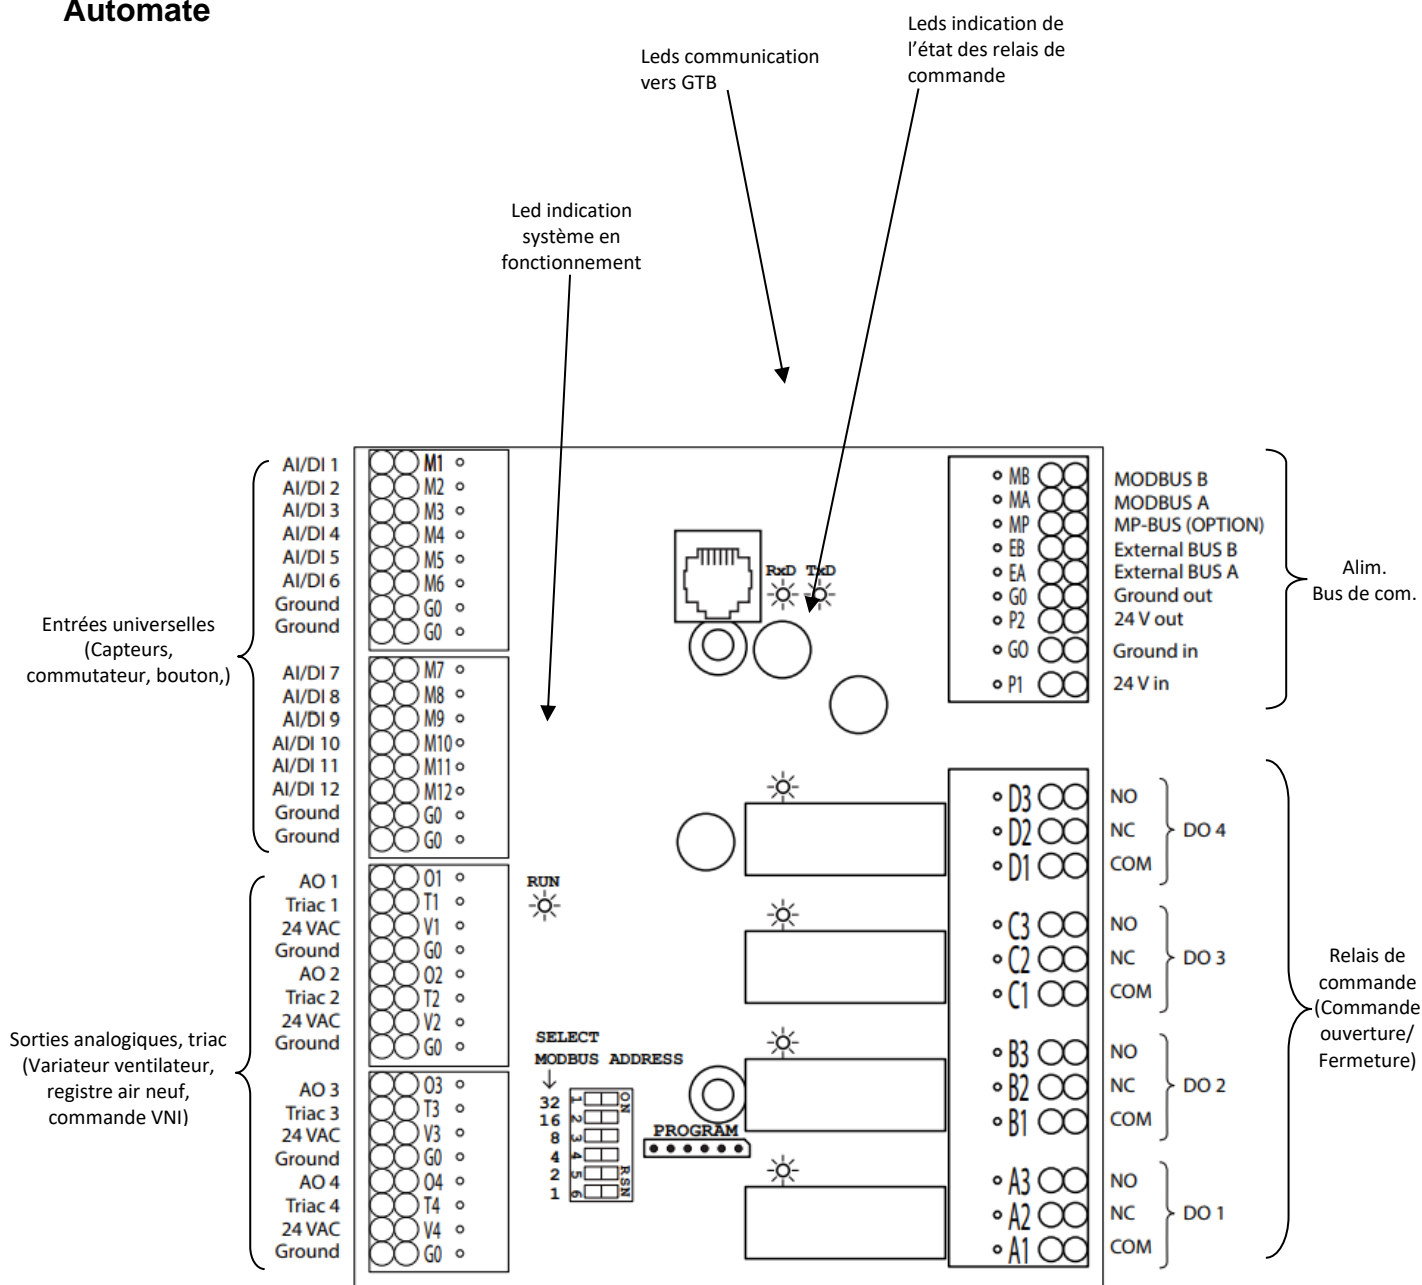 Automate
Leds indication de
l'état des relais de
commande
Leds communication
vers GTB
Led indication
système en
fonctionnement
Entrées universelles
(Capteurs,
commutateur, bouton,)
AI/DI 1 M1
AI/DI 2 M2
AI/DI 3 M3
AI/DI 4 M4
AI/DI 5 M5
AI/DI 6 M6
Ground G0
Ground G0
AI/DI 7 M7
AI/DI 8 M8
AI/DI 9 M9
AI/DI 10 M10
AI/DI 11 M11
AI/DI 12 M12
Ground G0
Ground G0
Sorties analogiques, triac
(Variateur ventilateur,
registre air neuf,
commande VNI)
AO 1 O1
Triac 1 T1
24 VAC V1
Ground G0
AO 2 O2
Triac 2 T2
24 VAC V2
Ground G0
AO 3 O3
Triac 3 T3
24 VAC V3
Ground G0
AO 4 O4
Triac 4 T4
24 VAC V4
Ground G0
RxD TxD
RUN
SELECT
MODBUS ADDRESS
32 1 ON
16 2
8 3
4 4
2 5 RSN
1 6
PROGRAM
MB MODBUS B
MA MODBUS A
MP MP-BUS (OPTION)
EB External BUS B
EA External BUS A
G0 Ground out
P2 24 V out
GO Ground in
P1 24 V in
Alim.
Bus de com.
D3 NO
D2 NC DO 4
D1 COM
C3 NO
C2 NC DO 3
C1 COM
B3 NO
B2 NC DO 2
B1 COM
A3 NO
A2 NC DO 1
A1 COM
Relais de
commande
(Commande
ouverture/
Fermeture)